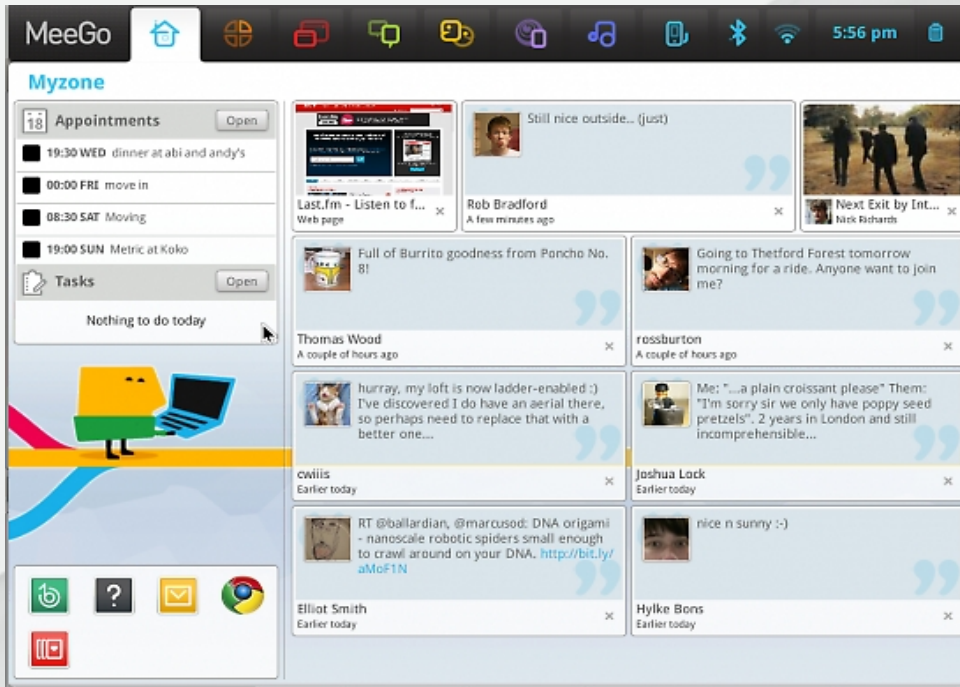 MeeGo
5:56 pm
Myzone
18 Appointments Open
19:30 WED dinner at abi and andy's
00:00 FRI move in
08:30 SAT Moving
19:00 SUN Metric at Koko
Tasks Open
Nothing to do today
Last.fm - Listen to f...
Web page
Still nice outside... (just)
Rob Bradford
A few minutes ago
Next Exit by Int...
Nick Richards
Full of Burrito goodness from Poncho No.
8!
Thomas Wood
A couple of hours ago
Going to Thetford Forest tomorrow
morning for a ride. Anyone want to join
me?
rossburton
A couple of hours ago
hurray, my loft is now ladder-enabled :)
I've discovered I do have an aerial there,
so perhaps need to replace that with a
better one...
cwiiis
Earlier today
Me: "...a plain croissant please" Them:
"I'm sorry sir we only have poppy seed
pretzels". 2 years in London and still
incomprehensible...
Joshua Lock
Earlier today
RT @ballardian, @marcusod: DNA origami
- nanoscale robotic spiders small enough
to crawl around on your DNA. http://bit.ly/
aMoF1N
Elliot Smith
Earlier today
nice n sunny :-)
Hylke Bons
Earlier today
?